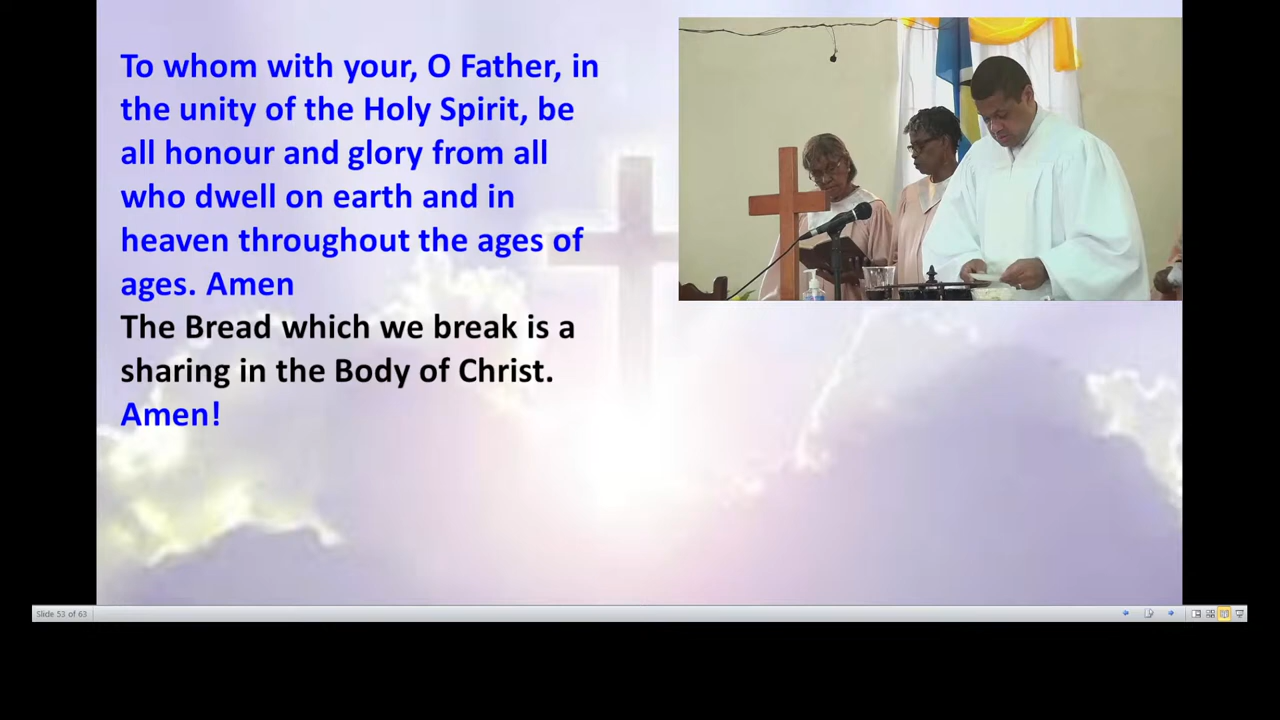 To whom with your, O Father, in
the unity of the Holy Spirit, be
all honour and glory from all
who dwell on earth and in
heaven throughout the ages of
ages. Amen
The Bread which we break is a
sharing in the Body of Christ.
Amen!
Slide 53 of 63